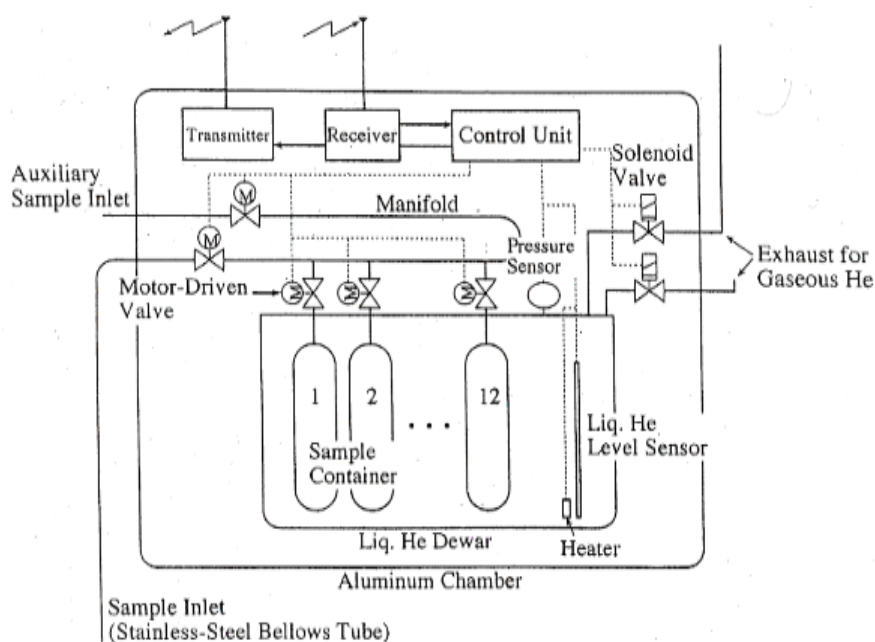 Transmitter
Receiver
Control Unit
Solenoid
Valve
Auxiliary
Sample Inlet
M
Manifold
M
Pressure
Sensor
Exhaust for
Gaseous He
Motor-Driven
Valve
M
M
M
1
2
12
Sample
Container
Liq. He
Level Sensor
Liq. He Dewar
Heater
Aluminum Chamber
Sample Inlet
(Stainless-Steel Bellows Tube)